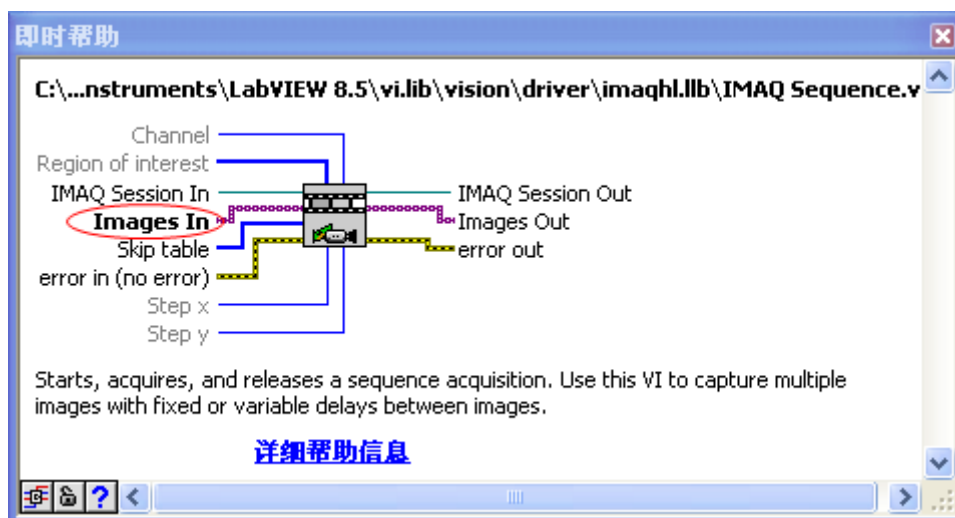 即时帮助
C:\...nstruments\LabVIEW 8.5\vi.lib\vision\driver\imaqhl.llb\IMAQ Sequence.v
Channel
Region of interest
IMAQ Session In
IMAQ Session Out
Images In
Images Out
Skip table
error out
error in (no error)
Step x
Step y
Starts, acquires, and releases a sequence acquisition. Use this VI to capture multiple
images with fixed or variable delays between images.
详细帮助信息
?